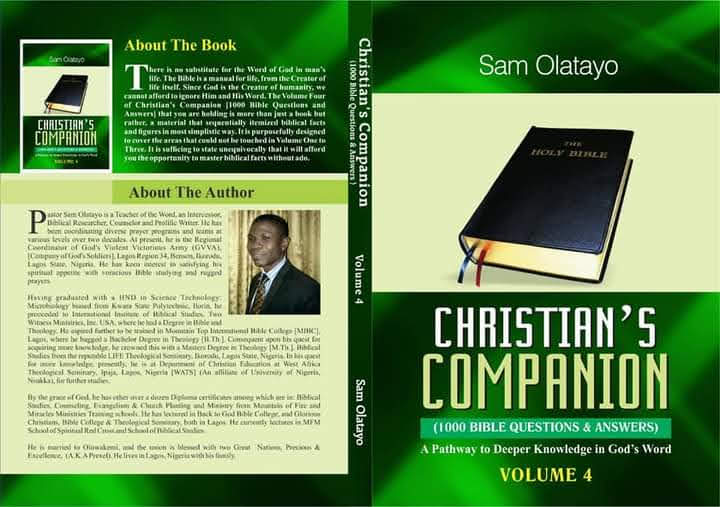 Sam Olatayo
CHRISTIAN'S
COMPANION
VOLUME 4
About The Book
There is no substitute for the Word of God in man's
life. The Bible is a manual for life, from the Creator of
life itself. Since God is the Creator of humanity, we
cannot afford to ignore Him and His Word. The Volume Four
of Christian's Companion [1000 Bible Questions and
Answers] that you are holding is more than just a book but
rather, a material that sequentially itemized biblical facts
and figures in most simplistic way. It is purposefully designed
to cover the areas that could not be touched in Volume One to
Three. It is sufficing to state unequivocally that it will afford
you the opportunity to master biblical facts without ado.
About The Author
Pastor Sam Olatayo is a Teacher of the Word, an Intercessor,
Biblical Researcher, Counselor and Prolific Writer. He has
been coordinating diverse prayer programs and teams at
various levels over two decades. At present, he is the Regional
Coordinator of God's Violent Victorious Army (GVVA),
[Company of God's Soldiers], Lagos Region 34, Benson, Ikorodu,
Lagos State, Nigeria. He has keen interest in satisfying his
spiritual appetite with voracious Bible studying and rugged
prayers.
Having graduated with a HND in Science Technology:
Microbiology biased from Kwara State Polytechnic, Ilorin, he
proceeded to International Institute of Biblical Studies, Two
Witness Ministries, Inc. USA, where he had a Degree in Bible and
Theology. He aspired further to be trained in Mountain Top International Bible College [MIBC],
Lagos, where he bagged a Bachelor Degree in Theology [B.Th.]. Consequent upon his quest for
acquiring more knowledge, he crowned this with a Masters Degree in Theology [M.Th.], Biblical
Studies from the reputable LIFE Theological Seminary, Ikorodu, Lagos State, Nigeria. In his quest
for more knowledge, presently, he is at Department of Christian Education at West Africa
Theological Seminary, Ipaja, Lagos, Nigeria [WATS] (An affiliate of University of Nigeria,
Nsukka), for further studies.
By the grace of God, he has other over a dozen Diploma certificates among which are in: Biblical
Studies, Counseling, Evangelism & Church Planting and Ministry from Mountain of Fire and
Miracles Ministries Training schools. He has lectured in Back to God Bible College, and Glorious
Christians, Bible College & Theological Seminary, both in Lagos. He currently lectures in MFM
School of Spiritual Red Cross and School of Biblical Studies.
He is married to Oluwakemi, and the union is blessed with two Great Nations, Precious &
Excellence, (A.K.A Prexel). He lives in Lagos, Nigeria with his family.
Christian's Companion
(1000 Bible Questions & Answers)
Volume 4
Sam Olatayo
Sam Olatayo
THE
HOLY BIBLE
CHRISTIAN'S
COMPANION
(1000 BIBLE QUESTIONS & ANSWERS)
A Pathway to Deeper Knowledge in God's Word
VOLUME 4